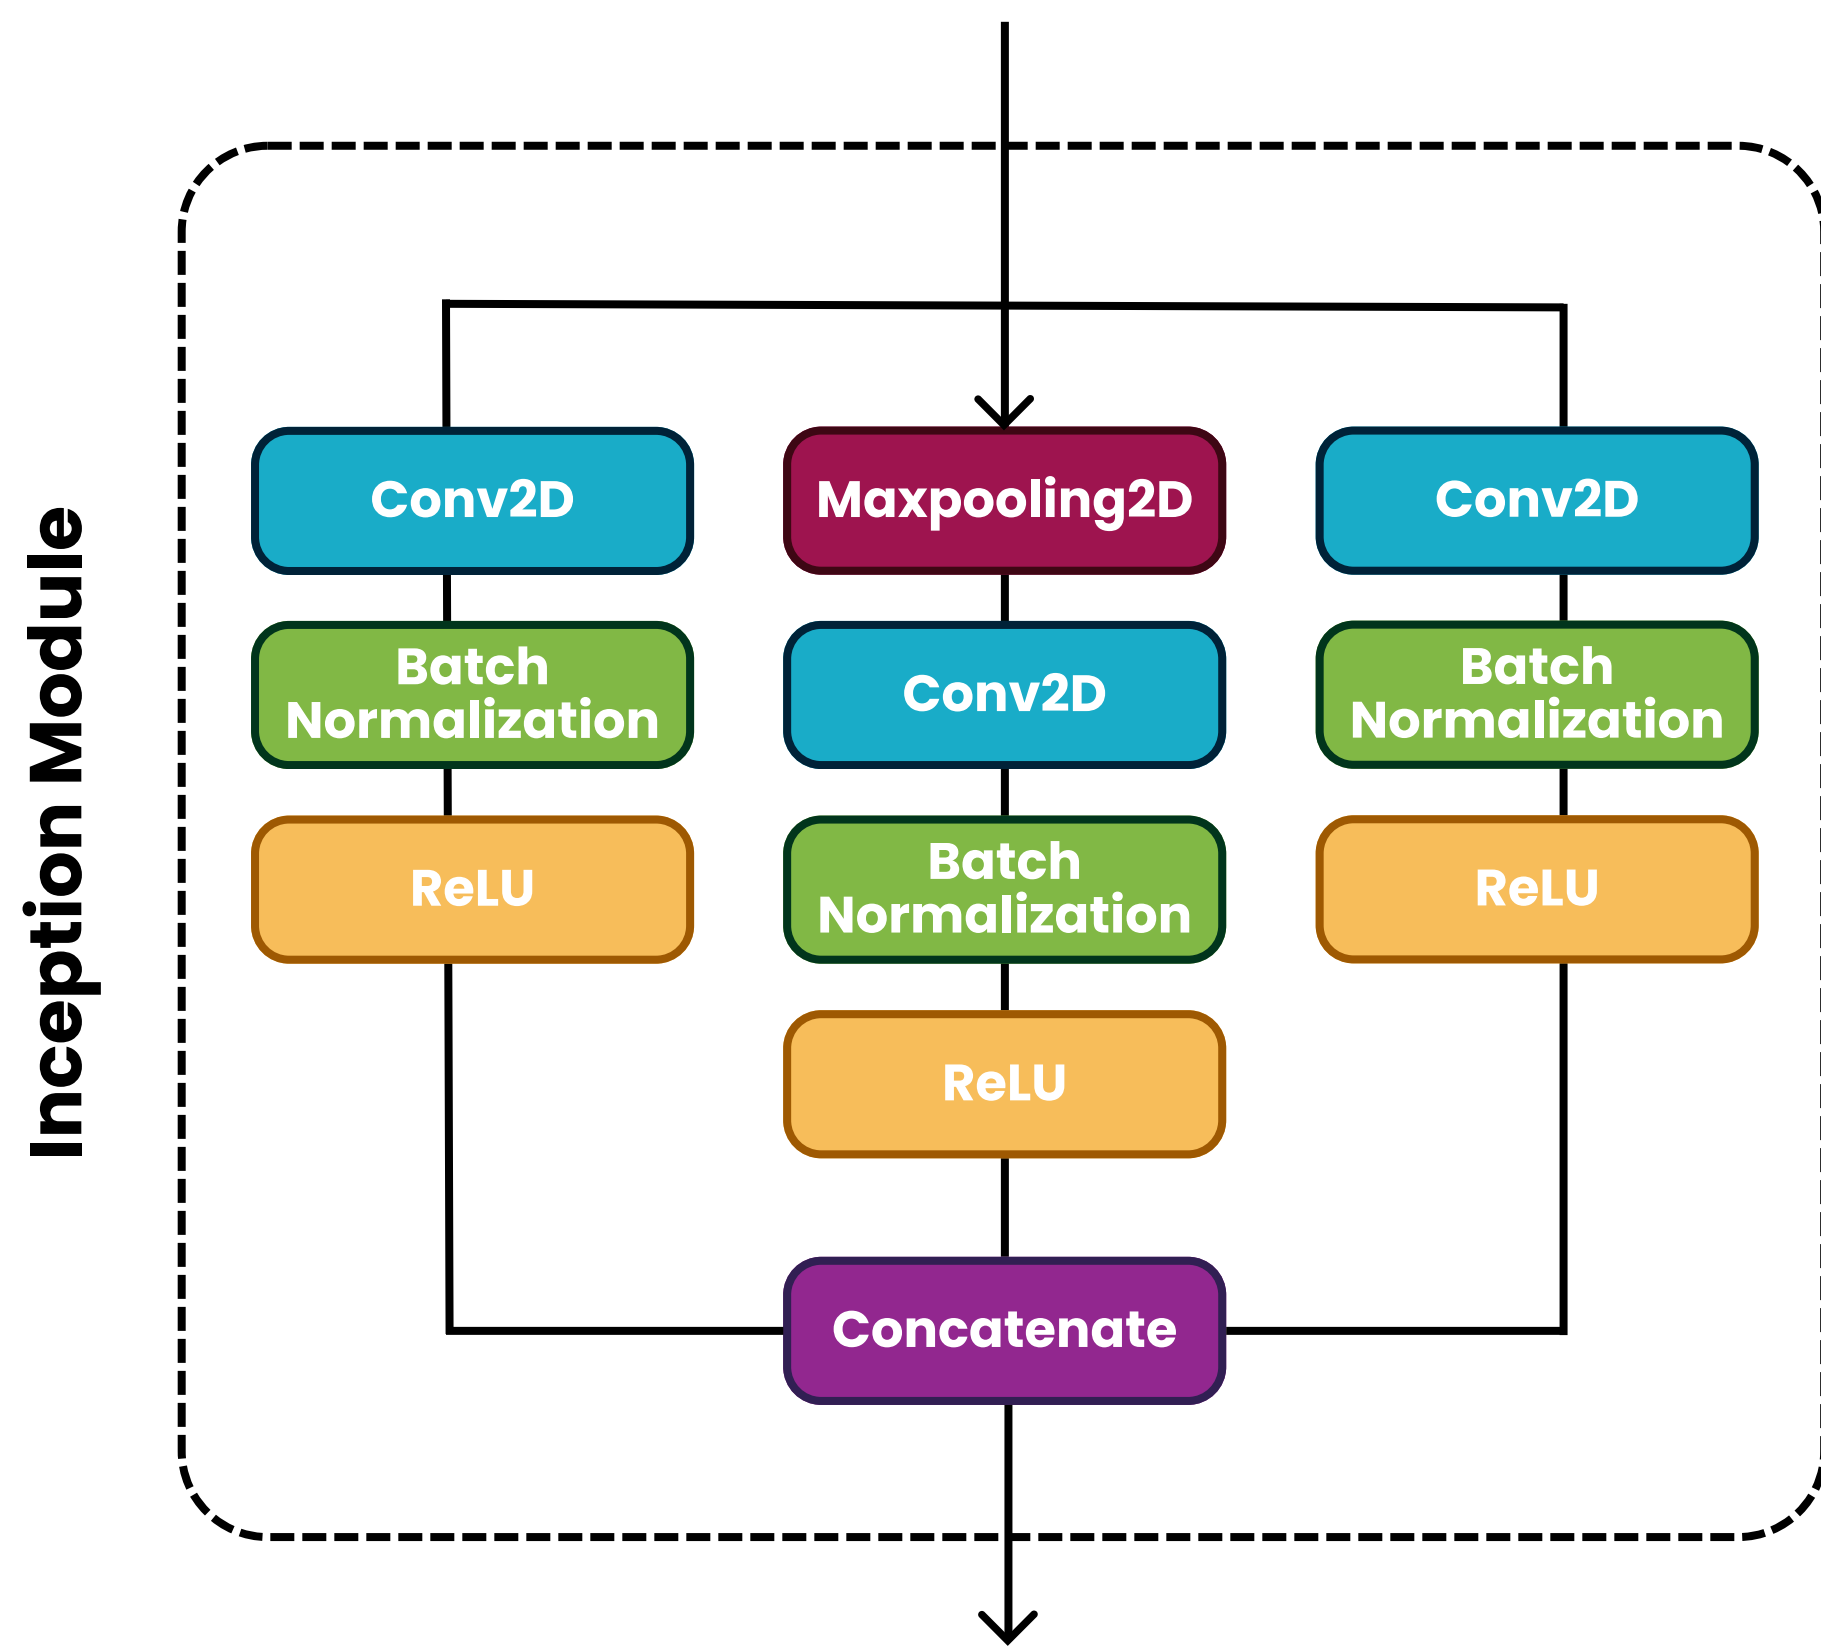 Inception Module
Conv2D
Maxpooling2D
Conv2D
Batch
Normalization
Conv2D
Batch
Normalization
ReLU
Batch
Normalization
ReLU
ReLU
Concatenate